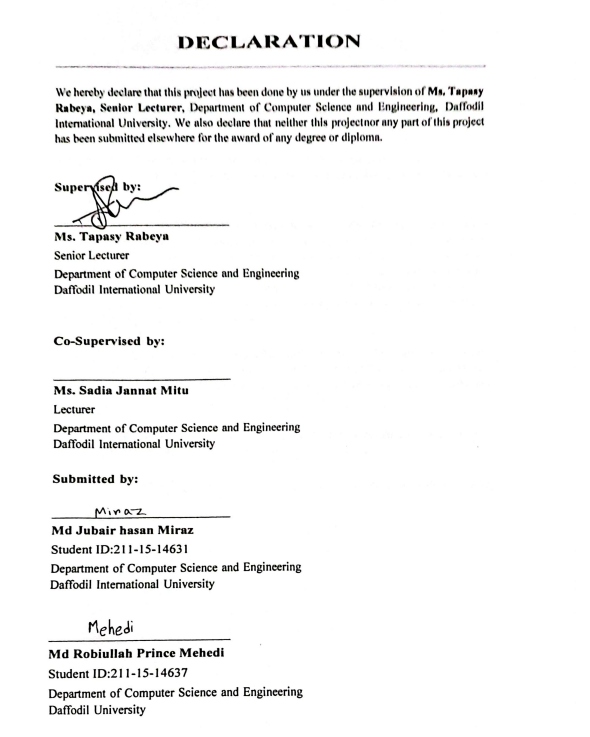 DECLARATION
We hereby declare that this project has been done by us under the supervision of Ms. Tapasy
Rabeya, Senior Lecturer, Department of Computer Science and Engineering, Daffodil
International University. We also declare that neither this projectnor any part of this project
has been submitted elsewhere for the award of any degree or diploma.
Supervised by:
Ms. Tapasy Rabeya
Senior Lecturer
Department of Computer Science and Engineering
Daffodil International University
Co-Supervised by:
Ms. Sadia Jannat Mitu
Lecturer
Department of Computer Science and Engineering
Daffodil International University
Submitted by:
Miraz
Md Jubair hasan Miraz
Student ID:211-15-14631
Department of Computer Science and Engineering
Daffodil International University
Mehedi
Md Robiullah Prince Mehedi
Student ID:211-15-14637
Department of Computer Science and Engineering
Daffodil International University